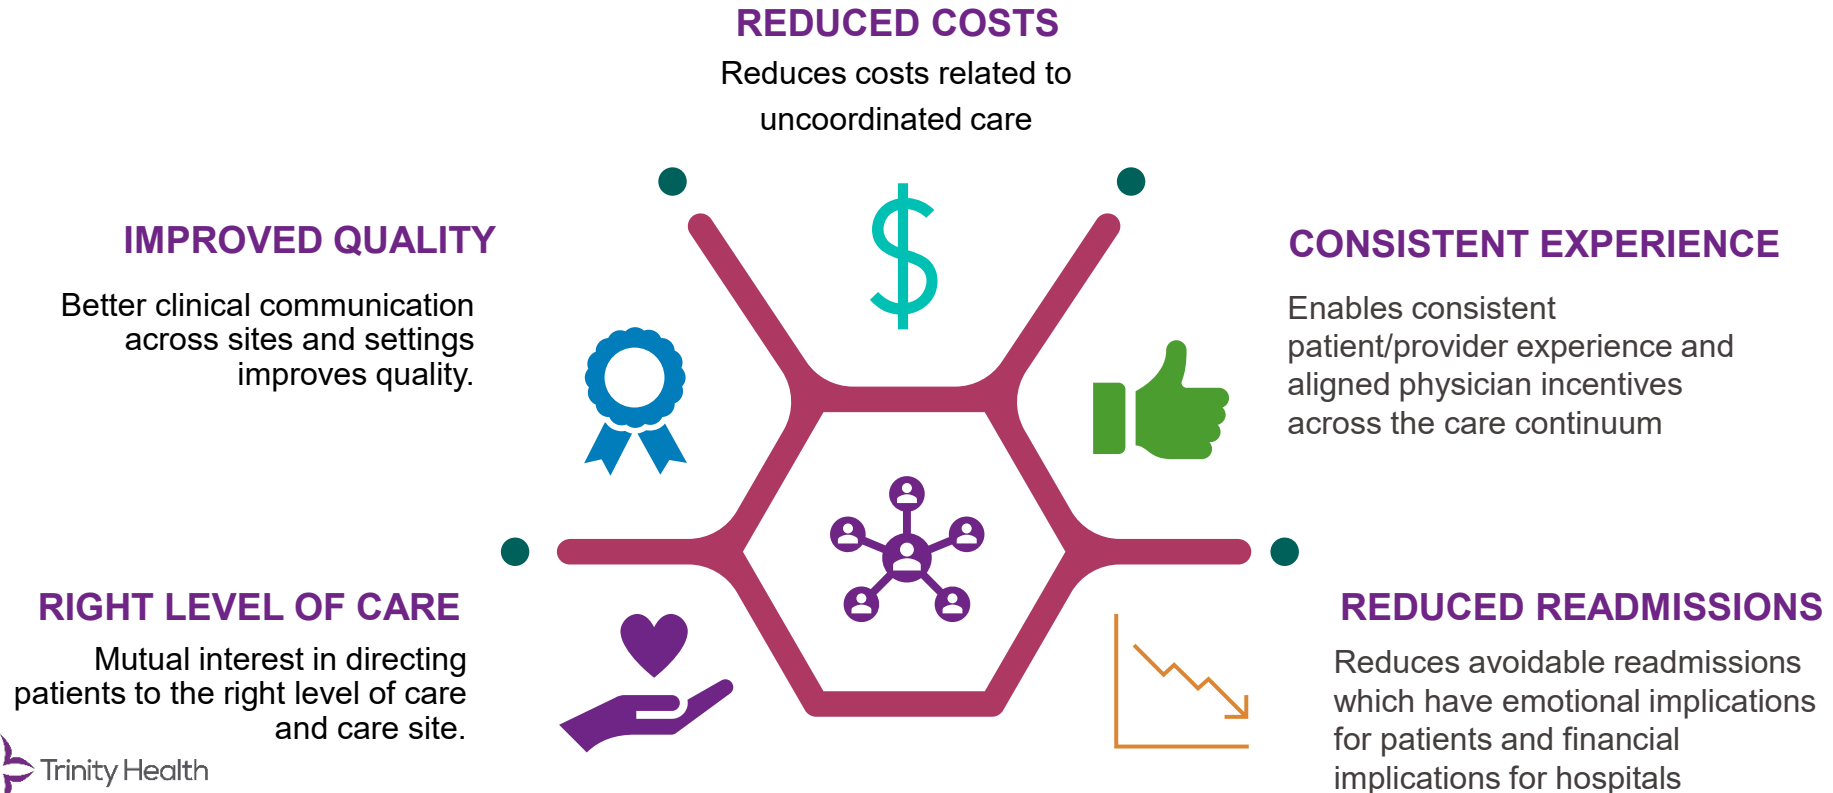 REDUCED COSTS
Reduces costs related to
uncoordinated care
IMPROVED QUALITY
Better clinical communication
across sites and settings
improves quality.
CONSISTENT EXPERIENCE
Enables consistent
patient/provider experience and
aligned physician incentives
across the care continuum
RIGHT LEVEL OF CARE
Mutual interest in directing
patients to the right level of care
and care site.
REDUCED READMISSIONS
Reduces avoidable readmissions
which have emotional implications
for patients and financial
implications for hospitals
Trinity Health